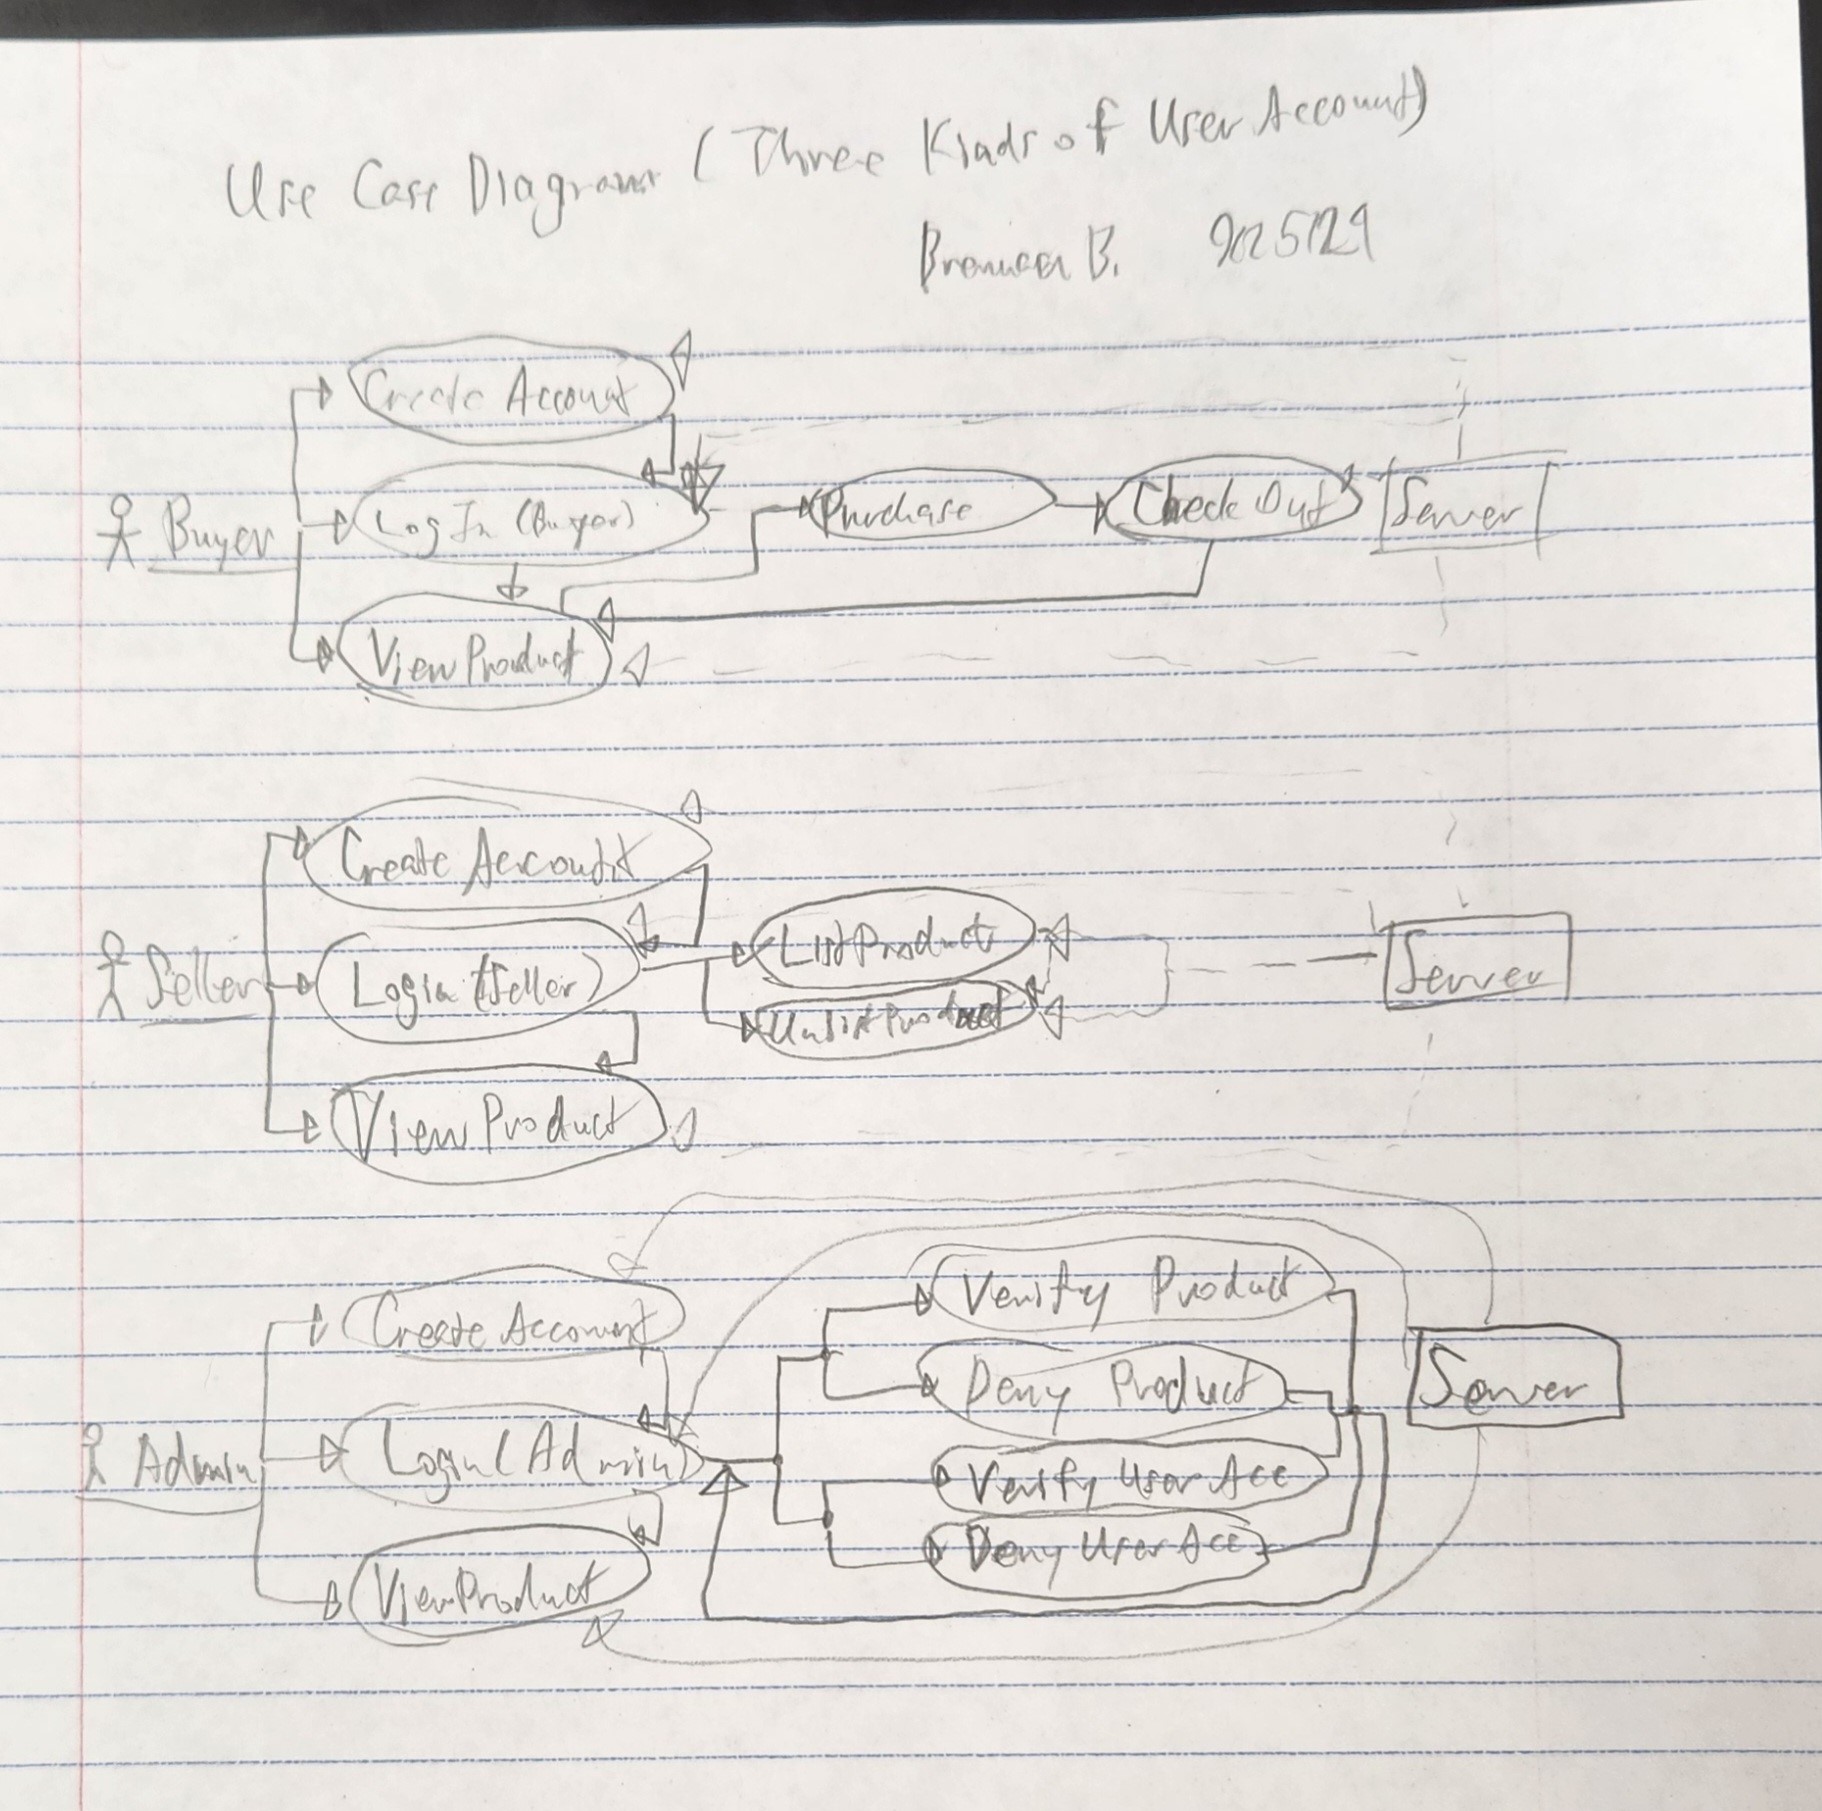 Use Case Diagram (Three Kinds of User Account)
B.
Create Account
Buyer
Log In (Buyer)
Purchase
Check Out
Server
View Product
Create Account
Seller
Login (Seller)
List Product
Unlist Product
Server
View Product
Create Account
Verify Product
Deny Product
Server
Admin
Login (Admin)
Verify User Acc
Deny User Acc
View Product